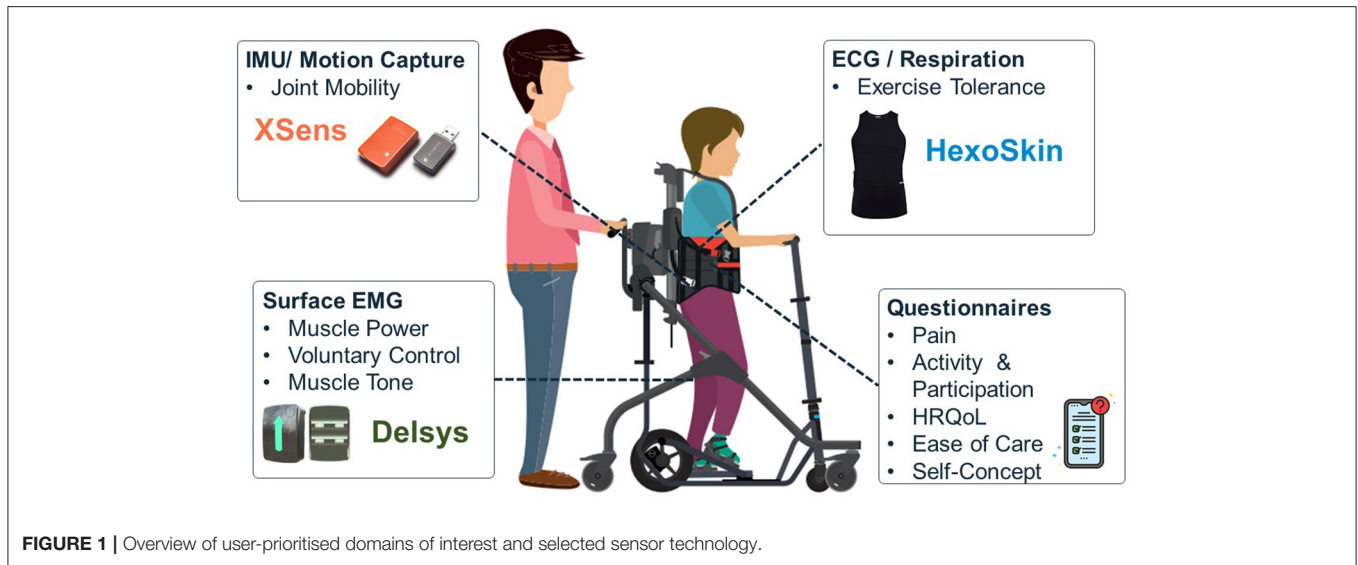 IMU/ Motion Capture
• Joint Mobility
XSens
ECG / Respiration
• Exercise Tolerance
HexoSkin
Surface EMG
• Muscle Power
• Voluntary Control
• Muscle Tone
Delsys
Questionnaires
• Pain
• Activity &
Participation
• HRQoL
• Ease of Care
• Self-Concept
?
FIGURE 1 | Overview of user-prioritised domains of interest and selected sensor technology.